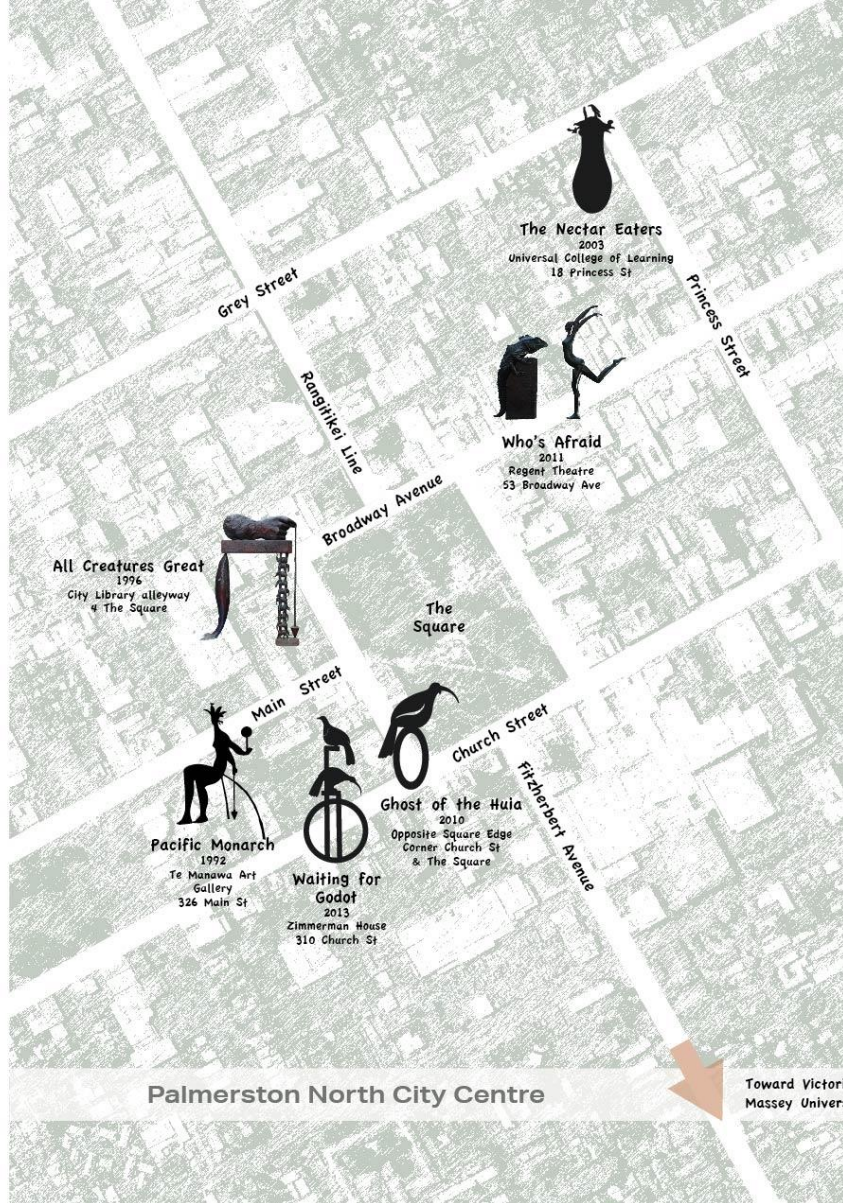 The Nectar Eaters
2003
Universal College of Learning
18 Princess St
Grey Street
Princess Street
Rangitikei Line
Who's Afraid
2011
Regent Theatre
53 Broadway Ave
Broadway Avenue
All Creatures Great
1996
City Library alleyway
4 The Square
The
Square
Main Street
Church Street
Fitzherbert Avenue
Ghost of the Huia
2010
Opposite Square Edge
Corner Church St
& The Square
Pacific Monarch
1992
Te Manawa Art
Gallery
326 Main St
Waiting for
Godot
2013
Zimmerman House
310 Church St
Palmerston North City Centre
Toward Victori
Massey Univers